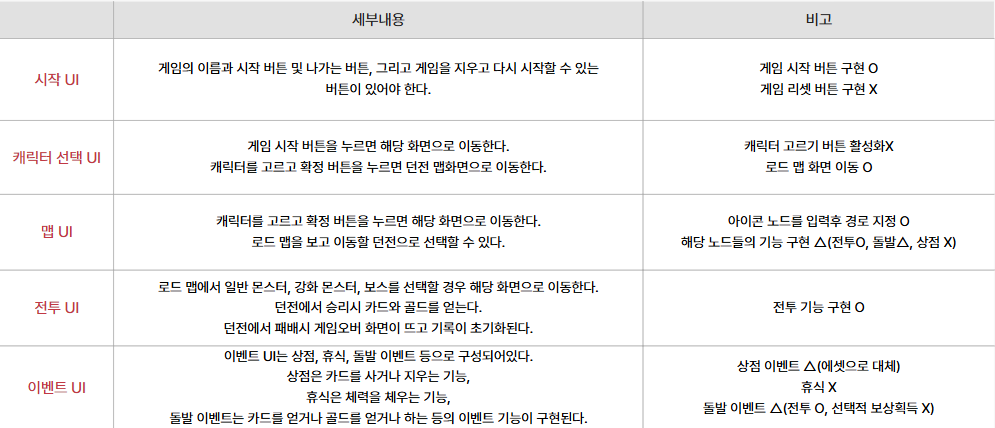 세부내용
비고
시작 UI
게임의 이름과 시작 버튼 및 나가는 버튼, 그리고 게임을 지우고 다시 시작할 수 있는
버튼이 있어야 한다.
게임 시작 버튼 구현 O
게임 리셋 버튼 구현 X
캐릭터 선택 UI
게임 시작 버튼을 누르면 해당 화면으로 이동한다.
캐릭터를 고르고 확정 버튼을 누르면 던전 맵화면으로 이동한다.
캐릭터 고르기 버튼 활성화X
로드 맵 화면 이동 O
맵 UI
캐릭터를 고르고 확정 버튼을 누르면 해당 화면으로 이동한다.
로드 맵을 보고 이동할 던전으로 선택할 수 있다.
아이콘 노드를 입력후 경로 지정 O
해당 노드들의 기능 구현 △(전투O, 돌발△, 상점 X)
전투 UI
로드 맵에서 일반 몬스터, 강화 몬스터, 보스를 선택할 경우 해당 화면으로 이동한다.
던전에서 승리시 카드와 골드를 얻는다.
던전에서 패배시 게임오버 화면이 뜨고 기록이 초기화된다.
전투 기능 구현 O
이벤트 UI
이벤트 UI는 상점, 휴식, 돌발 이벤트 등으로 구성되어있다.
상점은 카드를 사거나 지우는 기능,
휴식은 체력을 채우는 기능,
돌발 이벤트는 카드를 얻거나 골드를 얻거나 하는 등의 이벤트 기능이 구현된다.
상점 이벤트 △(에셋으로 대체)
휴식 X
돌발 이벤트 △(전투 O, 선택적 보상획득 X)